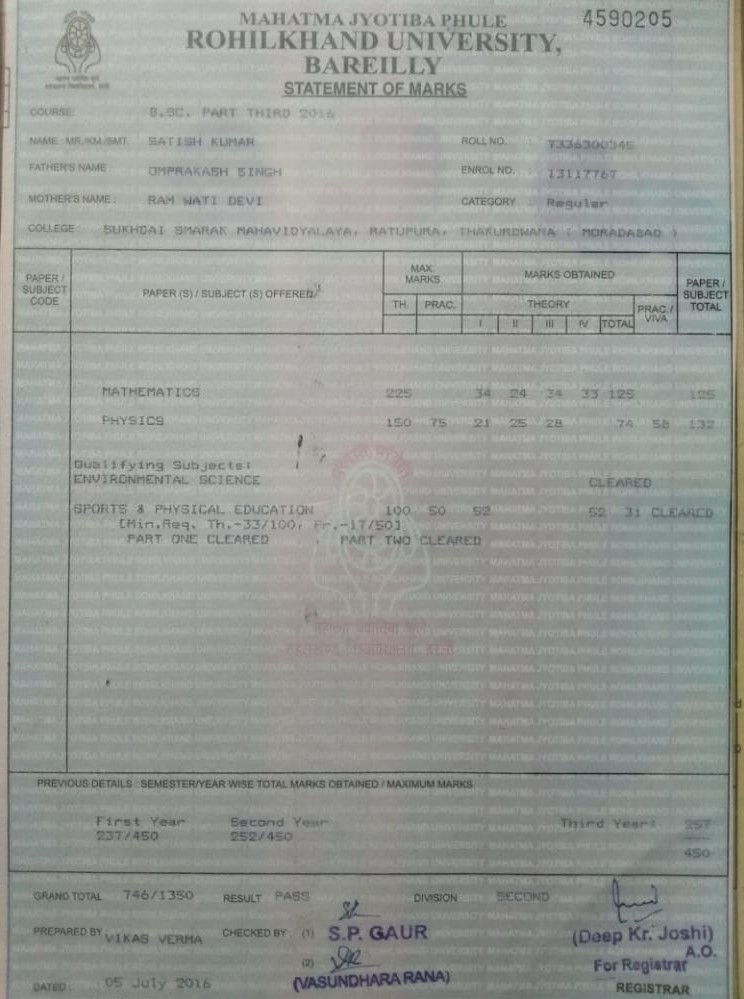 MAHATMA JYOTIBA PHULE 4590205
ROHILKHAND UNIVERSITY,
BAREILLY
STATEMENT OF MARKS
COURSE: B.SC. PART THIRD 2016
NAME : MR./KM./SMT. SATISH KUMAR ROLL NO. 7336300345
FATHER'S NAME OMPRAKASH SINGH ENROL NO. 13117767
MOTHER'S NAME : RAM WATI DEVI CATEGORY Regular
COLLEGE : SUKHDAI SMARAK MAHAVIDYALAYA, RATUPURA, THAKURDWARA ( MORADABAD )
PAPER / SUBJECT CODE PAPER (S) / SUBJECT (S) OFFERED MAX. MARKS MARKS OBTAINED PAPER / SUBJECT TOTAL
TH. PRAC. THEORY PRAC./ VIVA
I II III IV TOTAL
MATHEMATICS 225 34 24 34 33 125 125
PHYSICS 150 75 21 25 28 74 58 132
Qualifying Subjects:
ENVIRONMENTAL SCIENCE CLEARED
SPORTS & PHYSICAL EDUCATION 100 50 52 52 31 CLEARED
[Min.Req. Th.-33/100, Pr.-17/50]
PART ONE CLEARED PART TWO CLEARED
PREVIOUS DETAILS : SEMESTER/YEAR WISE TOTAL MARKS OBTAINED / MAXIMUM MARKS
First Year Second Year Third Year: 257
237/450 252/450 450
GRAND TOTAL 746/1350 RESULT PASS DIVISION SECOND
PREPARED BY VIKAS VERMA CHECKED BY : (1) S.P. GAUR (Deep Kr. Joshi)
A.O.
(2) For Registrar
DATED : 05 July 2016 (VASUNDHARA RANA) REGISTRAR